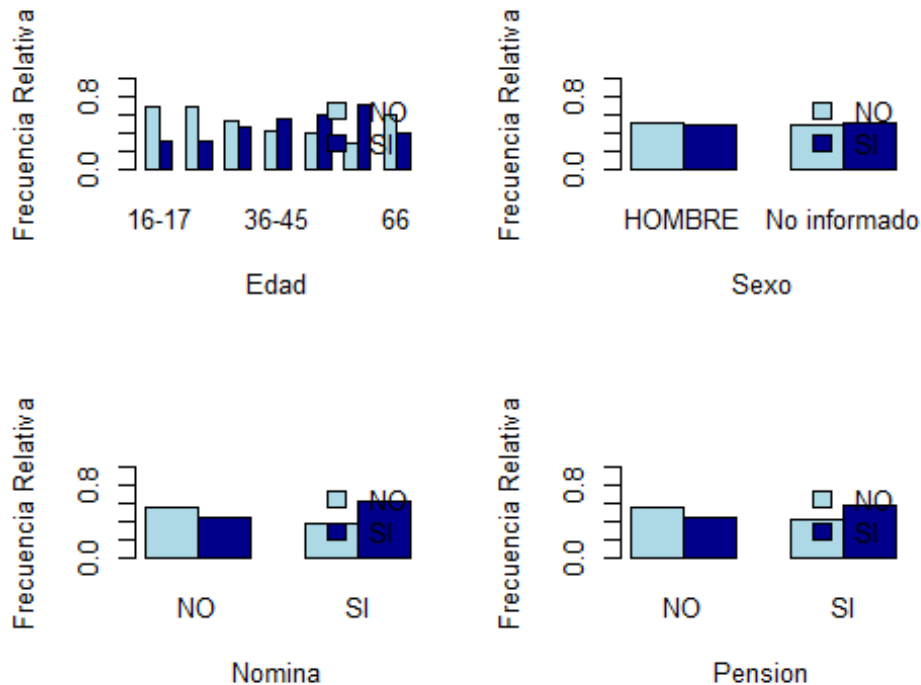 Frecuencia Relativa
0.8
0.0
NO
SI
16-17 36-45 66
Edad
Frecuencia Relativa
0.8
0.0
NO
SI
HOMBRE No informado
Sexo
Frecuencia Relativa
0.8
0.0
NO
SI
NO SI
Nomina
Frecuencia Relativa
0.8
0.0
NO
SI
NO SI
Pension